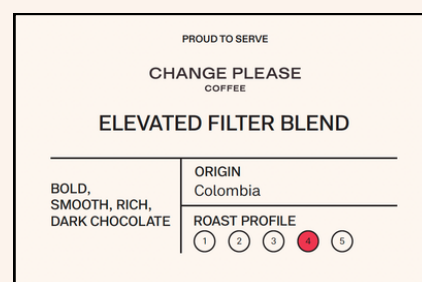 PROUD TO SERVE
CHANGE PLEASE
COFFEE
ELEVATED FILTER BLEND
BOLD,
SMOOTH, RICH,
DARK CHOCOLATE
ORIGIN
Colombia
ROAST PROFILE
1 2 3 4 5